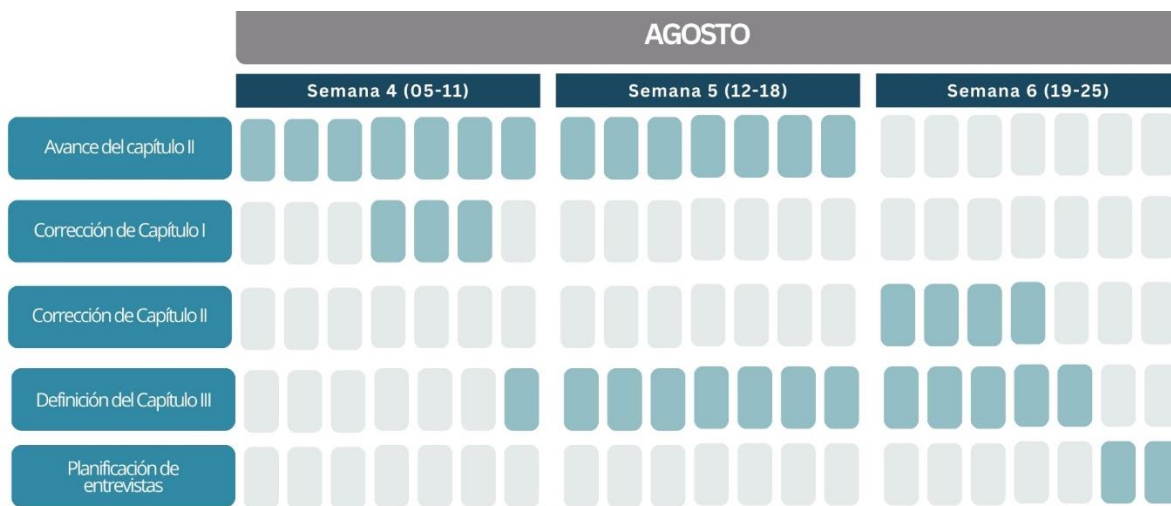 AGOSTO
Semana 4 (05-11)
Semana 5 (12-18)
Semana 6 (19-25)
Avance del capítulo II
Corrección de Capítulo I
Corrección de Capítulo II
Definición del Capítulo III
Planificación de
entrevistas